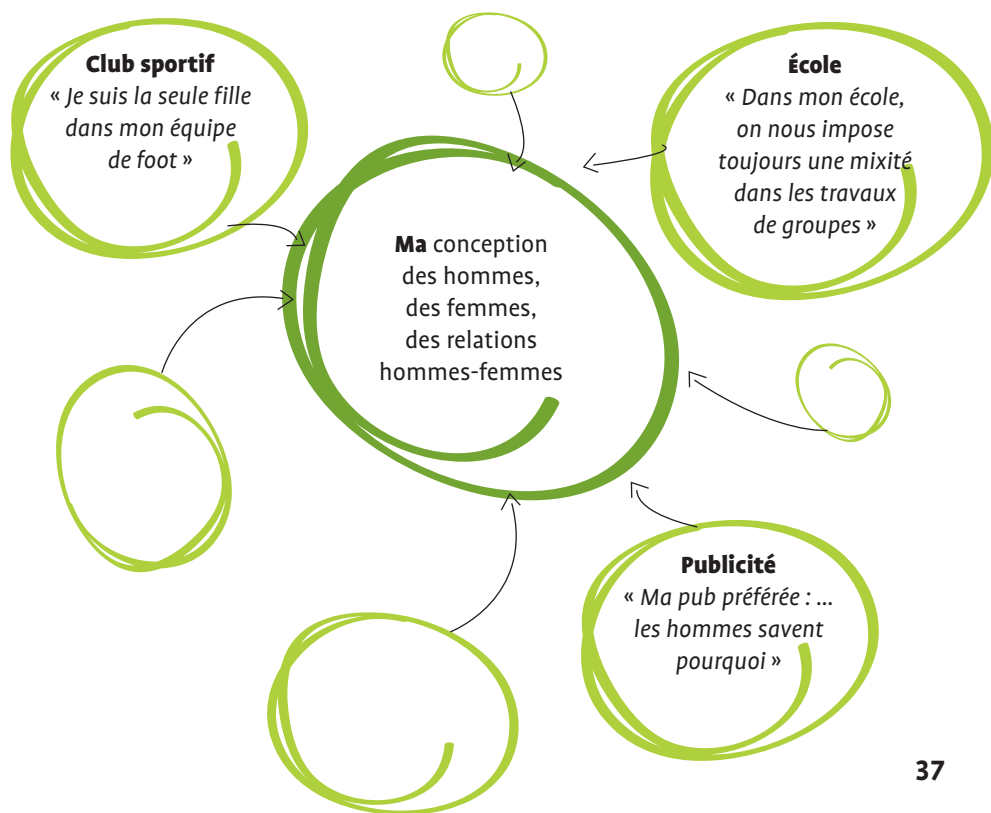 Club sportif
« Je suis la seule fille
dans mon équipe
de foot »
École
« Dans mon école,
on nous impose
toujours une mixité
dans les travaux
de groupes »
Ma conception
des hommes,
des femmes,
des relations
hommes-femmes
Publicité
« Ma pub préférée : ...
les hommes savent
pourquoi »
37